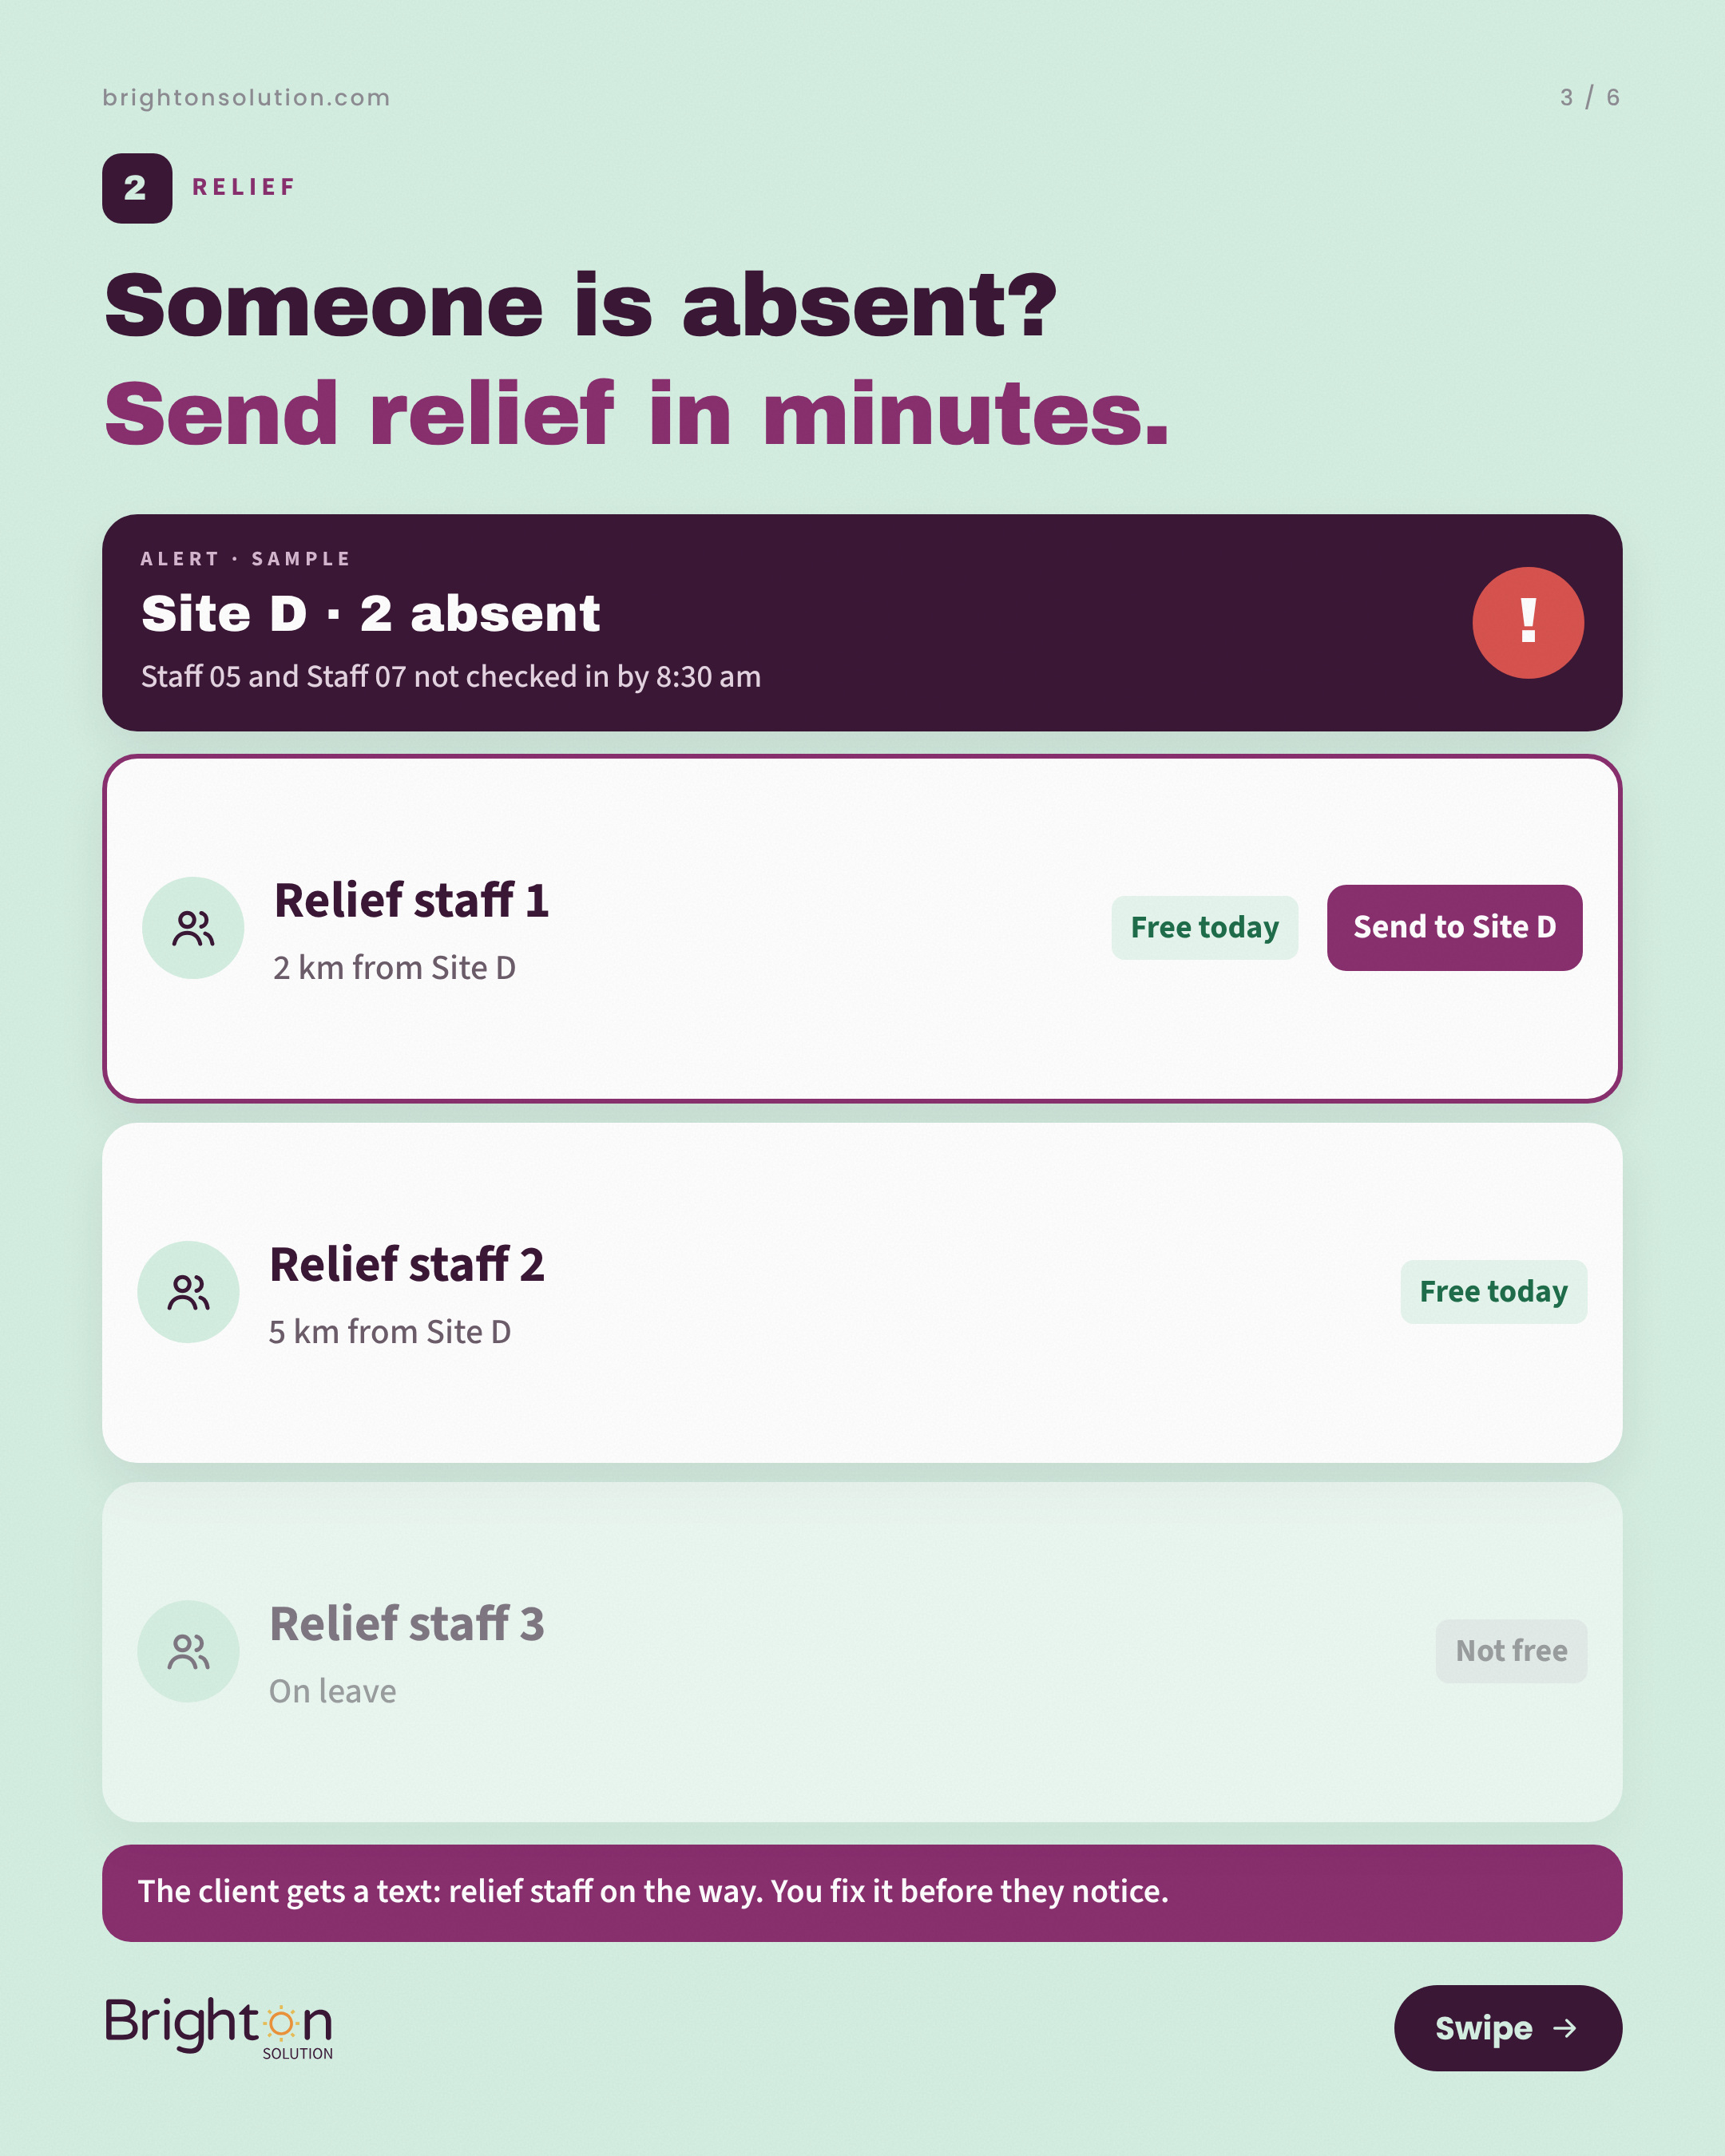 brightonsolution.com
3 / 6
2
RELIEF
Someone is absent?
Send relief in minutes.
ALERT · SAMPLE
Site D · 2 absent
Staff 05 and Staff 07 not checked in by 8:30 am
!
Relief staff 1
2 km from Site D
Free today
Send to Site D
Relief staff 2
5 km from Site D
Free today
Relief staff 3
On leave
Not free
The client gets a text: relief staff on the way. You fix it before they notice.
Brighton
SOLUTION
Swipe →